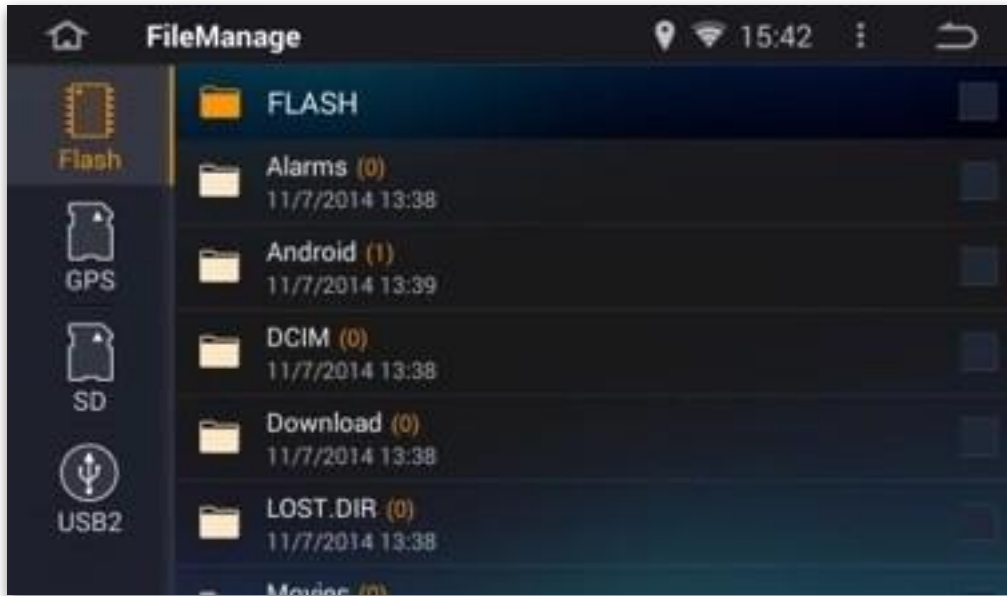 FileManage
15:42
Flash
GPS
SD
USB2
FLASH
Alarms (0)
11/7/2014 13:38
Android (1)
11/7/2014 13:39
DCIM (0)
11/7/2014 13:38
Download (0)
11/7/2014 13:38
LOST.DIR (0)
11/7/2014 13:38
Movies (0)